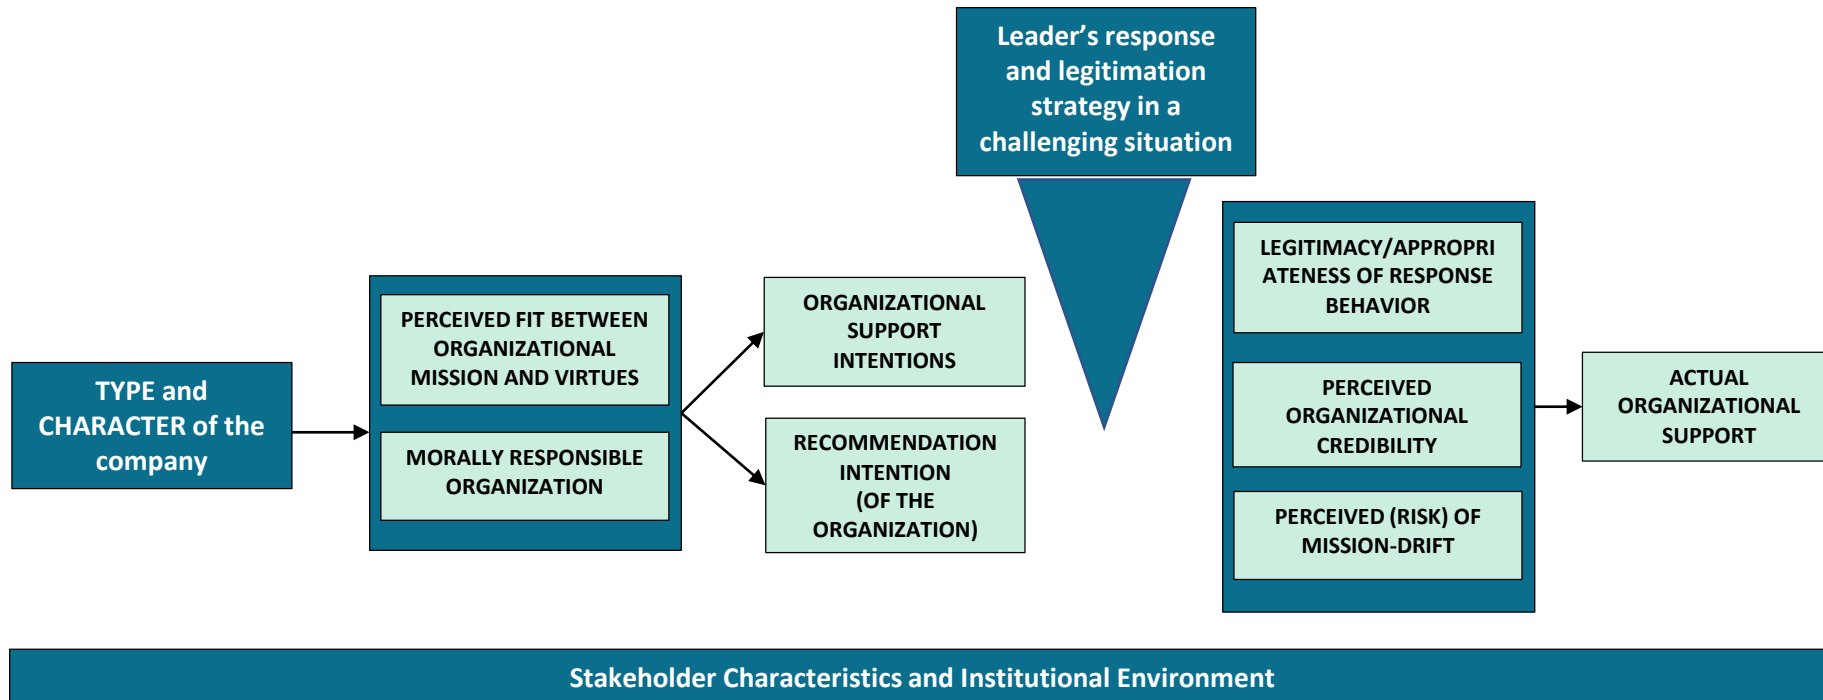 Leader’s response
and legitimation
strategy in a
challenging situation
TYPE and
CHARACTER of the
company
PERCEIVED FIT BETWEEN
ORGANIZATIONAL
MISSION AND VIRTUES
MORALLY RESPONSIBLE
ORGANIZATION
ORGANIZATIONAL
SUPPORT
INTENTIONS
RECOMMENDATION
INTENTION
(OF THE
ORGANIZATION)
LEGITIMACY/APPROPRI
ATENESS OF RESPONSE
BEHAVIOR
PERCEIVED
ORGANIZATIONAL
CREDIBILITY
PERCEIVED (RISK) OF
MISSION-DRIFT
ACTUAL
ORGANIZATIONAL
SUPPORT
Stakeholder Characteristics and Institutional Environment